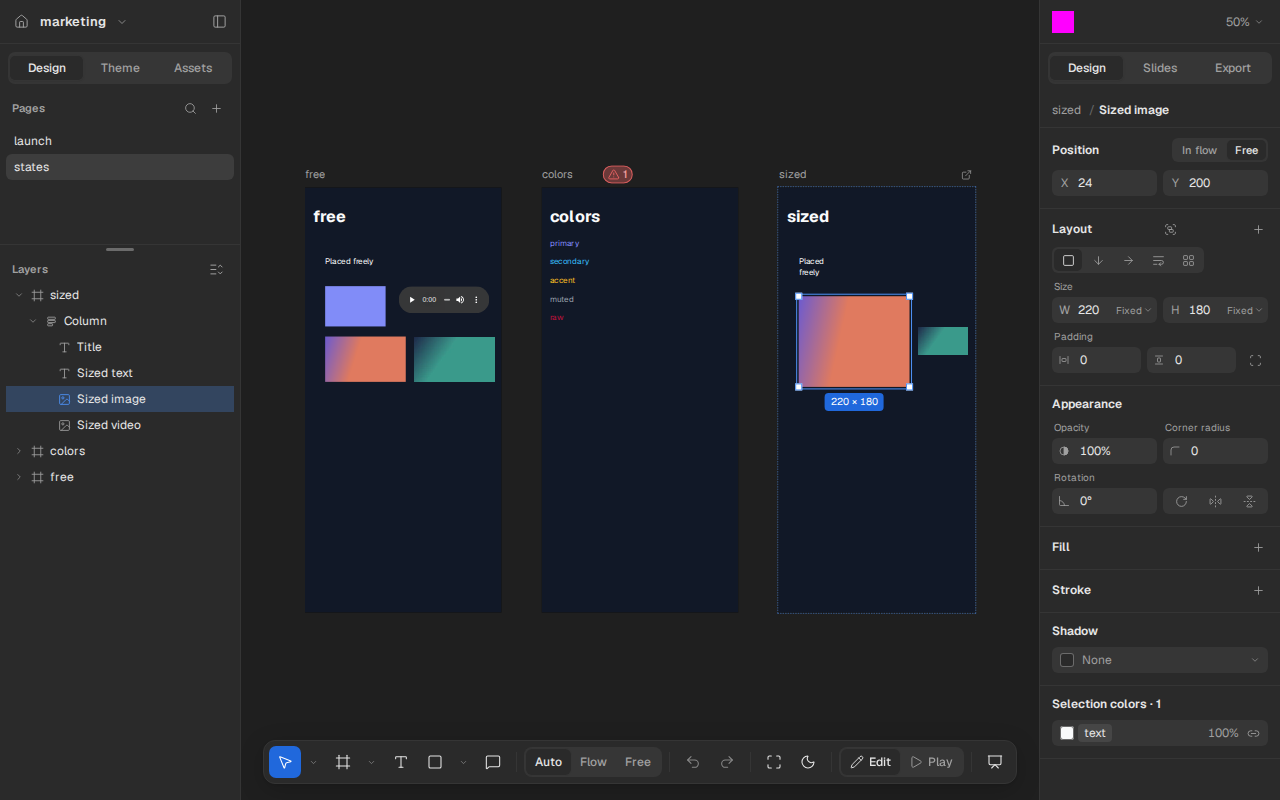 marketing
Design Theme Assets
Pages
launch
states
Layers
sized
Column
Title
Sized text
Sized image
Sized video
colors
free
free
free
Placed freely
0:00
colors
1
colors
primary
secondary
accent
muted
raw
sized
sized
Placed
freely
220 × 180
Auto Flow Free
Edit Play
50%
Design Slides Export
sized / Sized image
Position In flow Free
X 24 Y 200
Layout
Size
W 220 Fixed H 180 Fixed
Padding
0 0
Appearance
Opacity Corner radius
100% 0
Rotation
0°
Fill
Stroke
Shadow
None
Selection colors · 1
text 100%